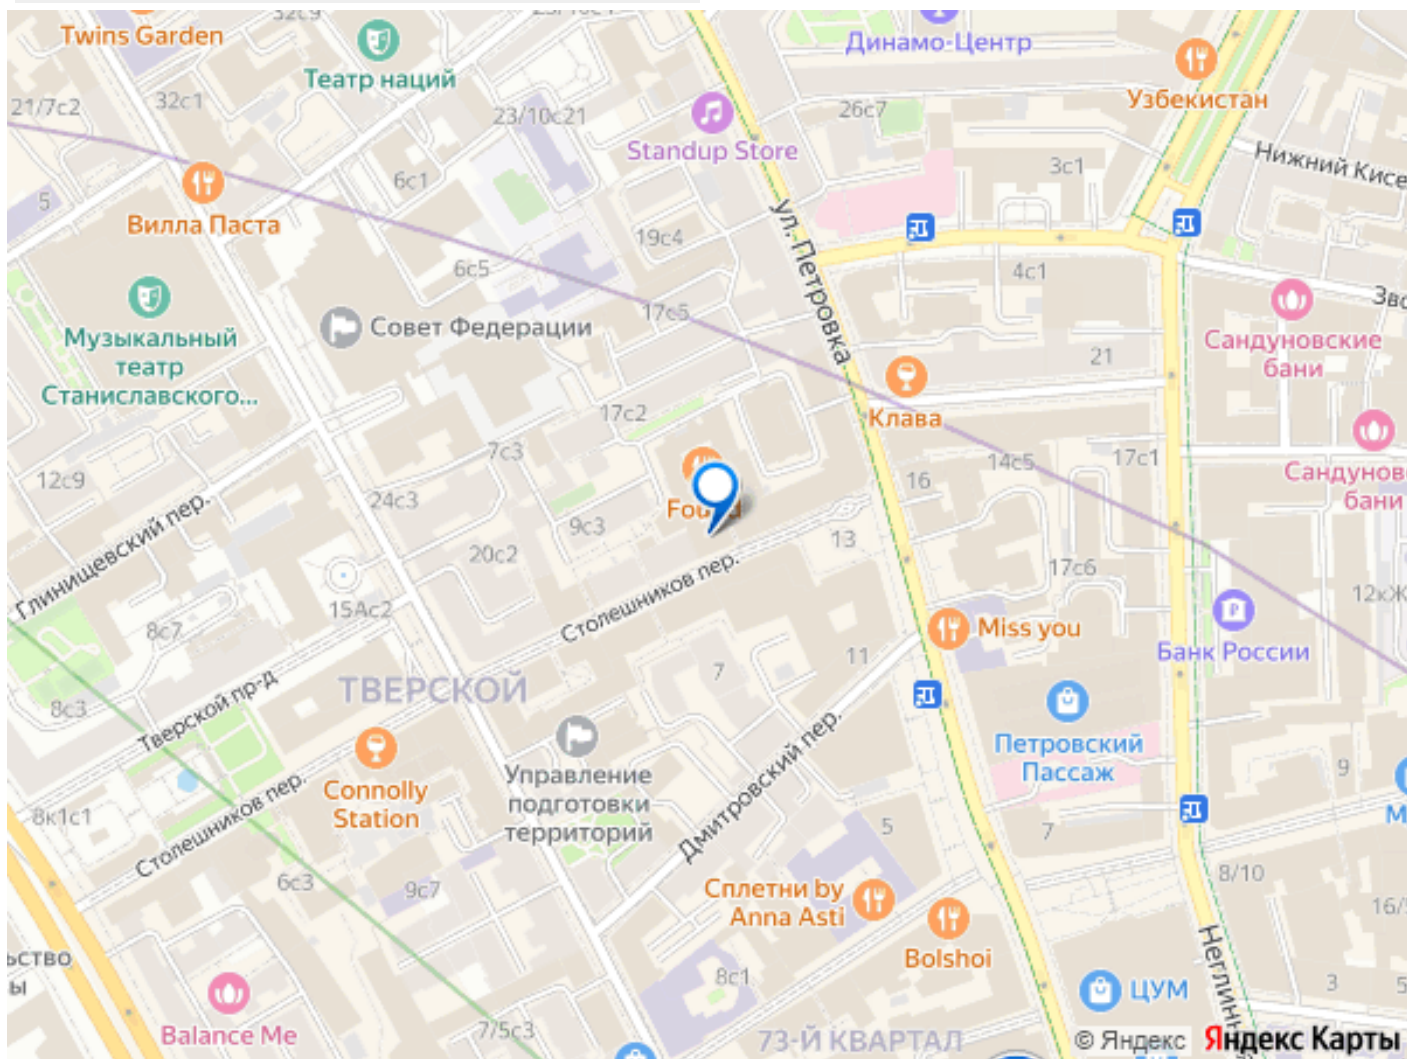 Twins Garden
32с9
23/10с1
Театр наций
Динамо-Центр
Узбекистан
21/7с2
32с1
23/10с21
26с7
Standup Store
Нижний Кисе
3с1
6с1
5
Вилла Паста
ул. Петровка
19с4
6с5
4с1
Зво
17с5
Совет Федерации
Музыкальный
театр
Станиславского...
Сандуновские
бани
21
Клава
17с2
7с3
14с5
17с1
12с9
16
Сандунов
бани
24с3
Глинищевский пер.
9с3
13
20с2
Столешников пер.
17с6
15Ас2
12кЖ
8с7
Miss you
Банк России
11
7
ТВЕРСКОЙ
8с3
Тверской пр-д
Дмитровский пер.
Петровский
Пассаж
Управление
подготовки
территорий
9
Connolly
Station
Столешников пер.
8к1с1
М
5
7
8/10
6с3
9с7
Сплетни by
Anna Asti
16/
Bolshoi
Неглинн
ьство
ы
8с1
ЦУМ
3
5
Balance Me
7/5с3
73-Й КВАРТАЛ
© Яндекс Яндекс Карты